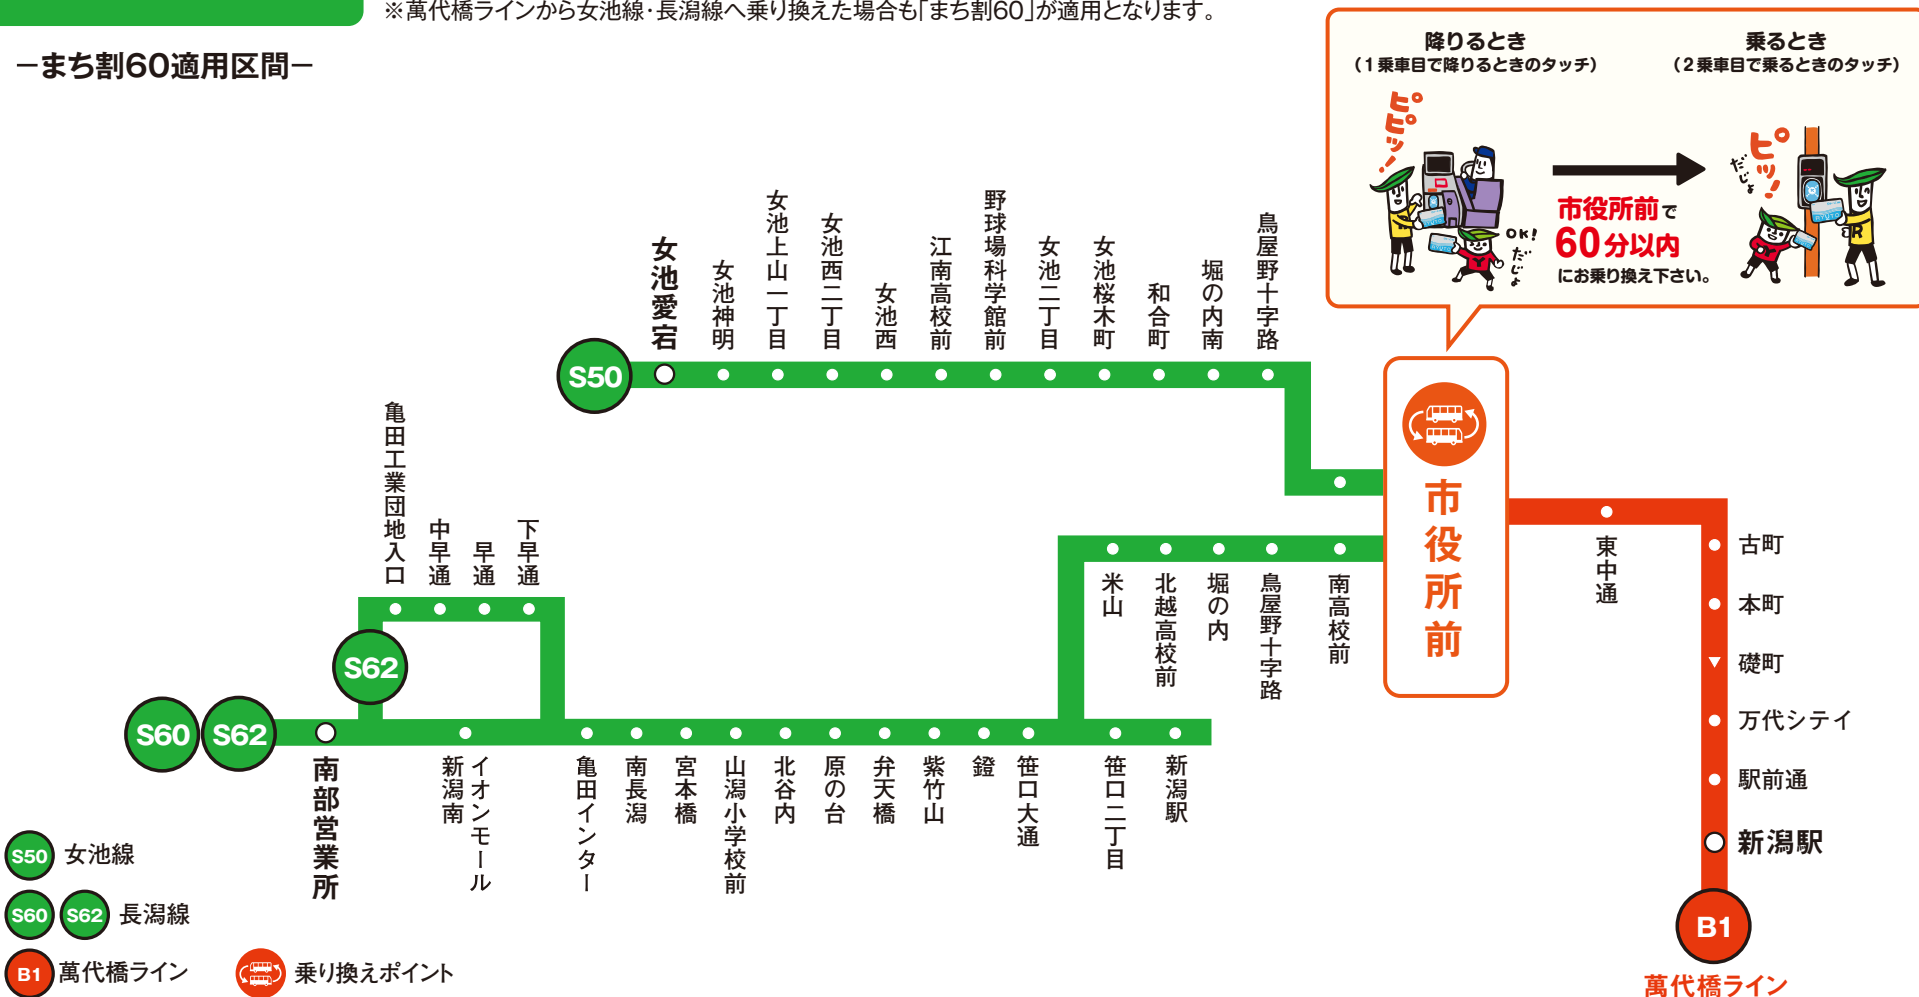 ※萬代橋ラインから女池線・長潟線へ乗り換えた場合も「まち割60」が適用となります。
－まち割60適用区間－
降りるとき
（1乗車目で降りるときのタッチ）
乗るとき
（2乗車目で乗るときのタッチ）
ピピッ！
OK!
だじょ
市役所前で
60分以内
にお乗り換え下さい。
ピッ！
だじょ
R
Y
S50
女池愛宕
女池神明
女池上山一丁目
女池西二丁目
女池西
江南高校前
野球場科学館前
女池二丁目
女池桜木町
和合町
堀の内南
鳥屋野十字路
市役所前
亀田工業団地入口
中早通
早通
下早通
S62
米山
北越高校前
堀の内
鳥屋野十字路
南高校前
S60
S62
南部営業所
イオンモール
新潟南
亀田インター
南長潟
宮本橋
山潟小学校前
北谷内
原の台
弁天橋
紫竹山
鐙
笹口大通
笹口二丁目
新潟駅
東中通
古町
本町
礎町
万代シテイ
駅前通
新潟駅
B1
萬代橋ライン
S50 女池線
S60 S62 長潟線
B1 萬代橋ライン
乗り換えポイント